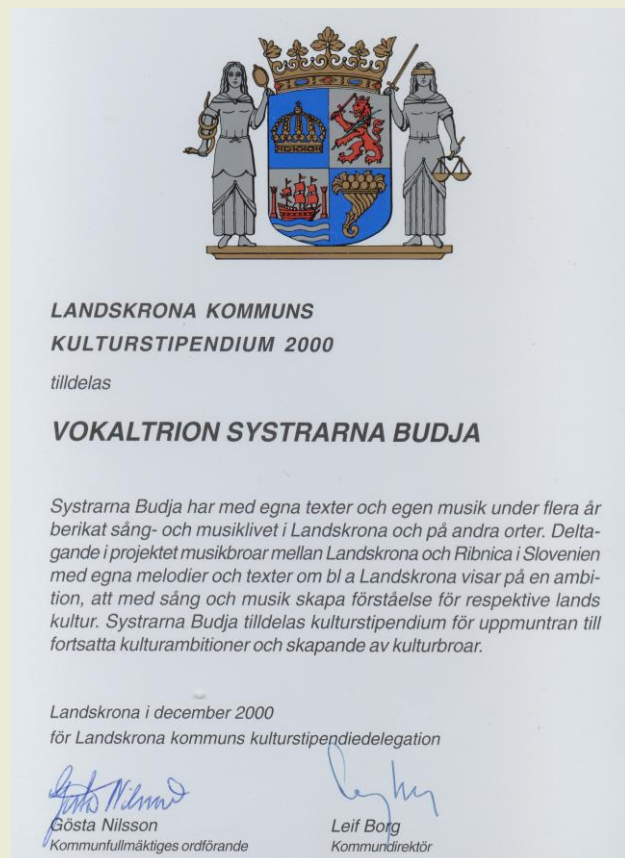 LANDSKRONA KOMMUNS
KULTURSTIPENDIUM 2000
tilldelas
VOKALTRION SYSTRARNA BUDJA
Systrarna Budja har med egna texter och egen musik under flera år
berikat sång- och musiklivet i Landskrona och på andra orter. Delta-
gande i projektet musikbroar mellan Landskrona och Ribnica i Slovenien
med egna melodier och texter om bl a Landskrona visar på en ambi-
tion, att med sång och musik skapa förståelse för respektive lands
kultur. Systrarna Budja tilldelas kulturstipendium för uppmuntran till
fortsatta kulturambitioner och skapande av kulturbroar.
Landskrona i december 2000
för Landskrona kommuns kulturstipendiedelegation
Gösta Nilsson
Gösta Nilsson Leif Borg
Kommunfullmäktiges ordförande Kommundirektör